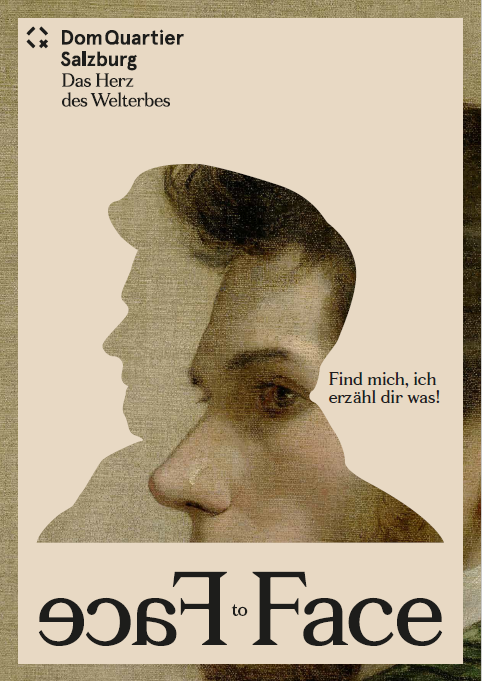 DomQuartier
Salzburg
Das Herz
des Welterbes
Find mich, ich
erzähl dir was!
Face to Face